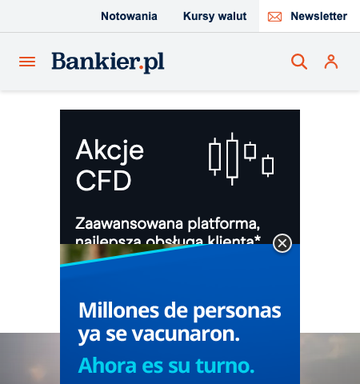 Notowania Kursy walut Newsletter
Bankier.pl
Akcje
CFD
Zaawansowana platforma,
najlepsza obsługa klienta*
Millones de personas
ya se vacunaron.
Ahora es su turno.